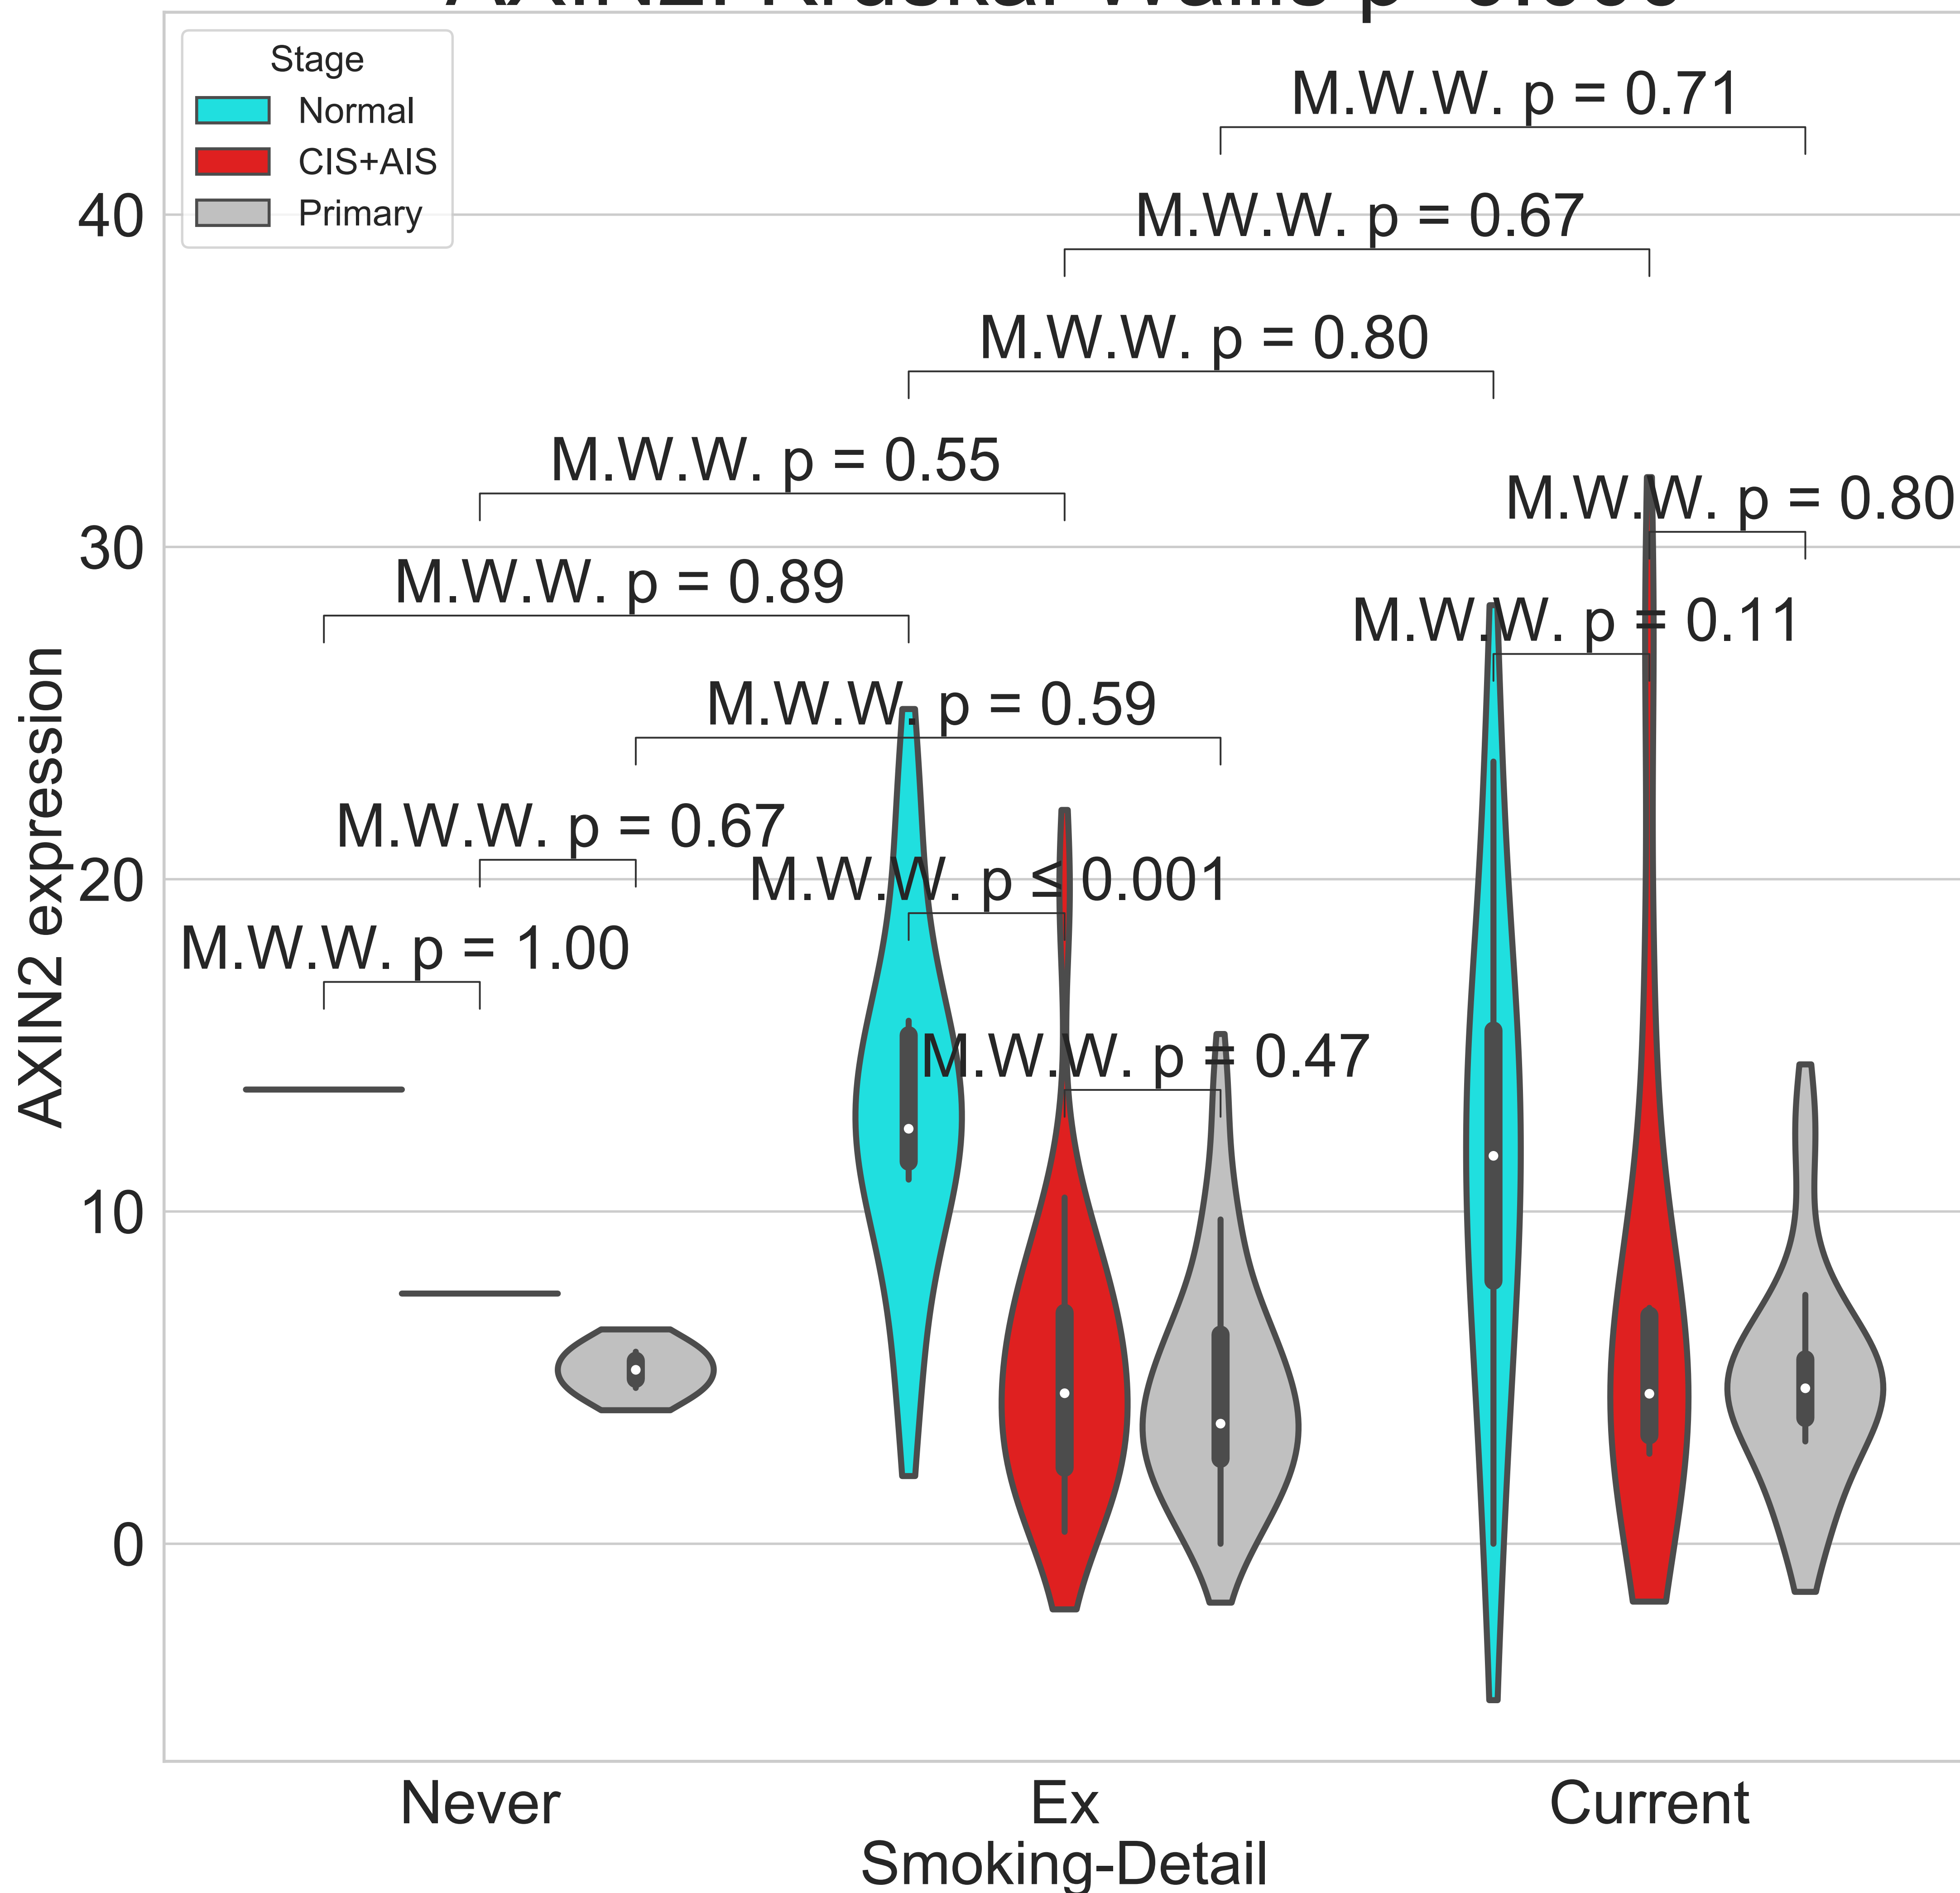 Stage
Normal
CIS+AIS
Primary
M.W.W. p = 0.71
M.W.W. p = 0.67
M.W.W. p = 0.80
M.W.W. p = 0.55
M.W.W. p = 0.80
M.W.W. p = 0.89
M.W.W. p = 0.11
M.W.W. p = 0.59
M.W.W. p = 0.67
M.W.W. p ≤ 0.001
M.W.W. p = 1.00
M.W.W. p = 0.47
40
30
20
10
0
AXIN2 expression
Never
Ex
Current
Smoking-Detail